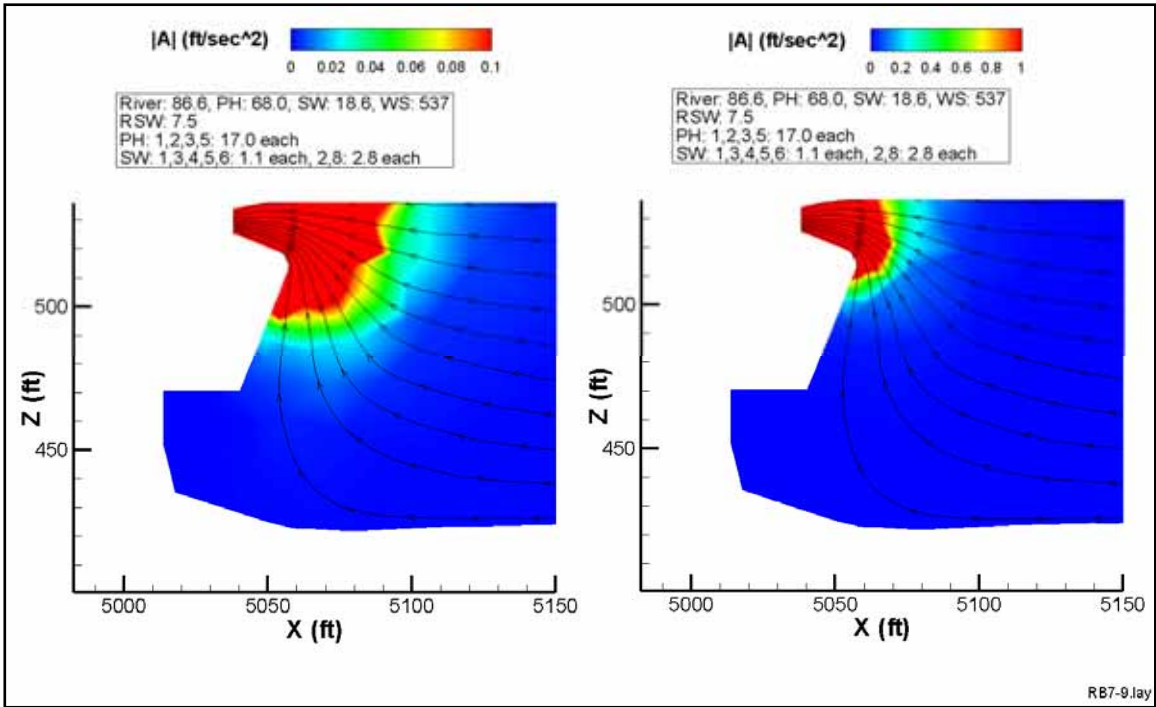 |A| (ft/sec^2)
0 0.02 0.04 0.06 0.08 0.1
River: 86.6, PH: 68.0, SW: 18.6, WS: 537
RSW: 7.5
PH: 1,2,3,5: 17.0 each
SW: 1,3,4,5,6: 1.1 each, 2,8: 2.8 each
500
450
Z (ft)
5000 5050 5100 5150
X (ft)
|A| (ft/sec^2)
0 0.2 0.4 0.6 0.8 1
River: 86.6, PH: 68.0, SW: 18.6, WS: 537
RSW: 7.5
PH: 1,2,3,5: 17.0 each
SW: 1,3,4,5,6: 1.1 each, 2,8: 2.8 each
500
450
Z (ft)
5000 5050 5100 5150
X (ft)
RB7-9.lay